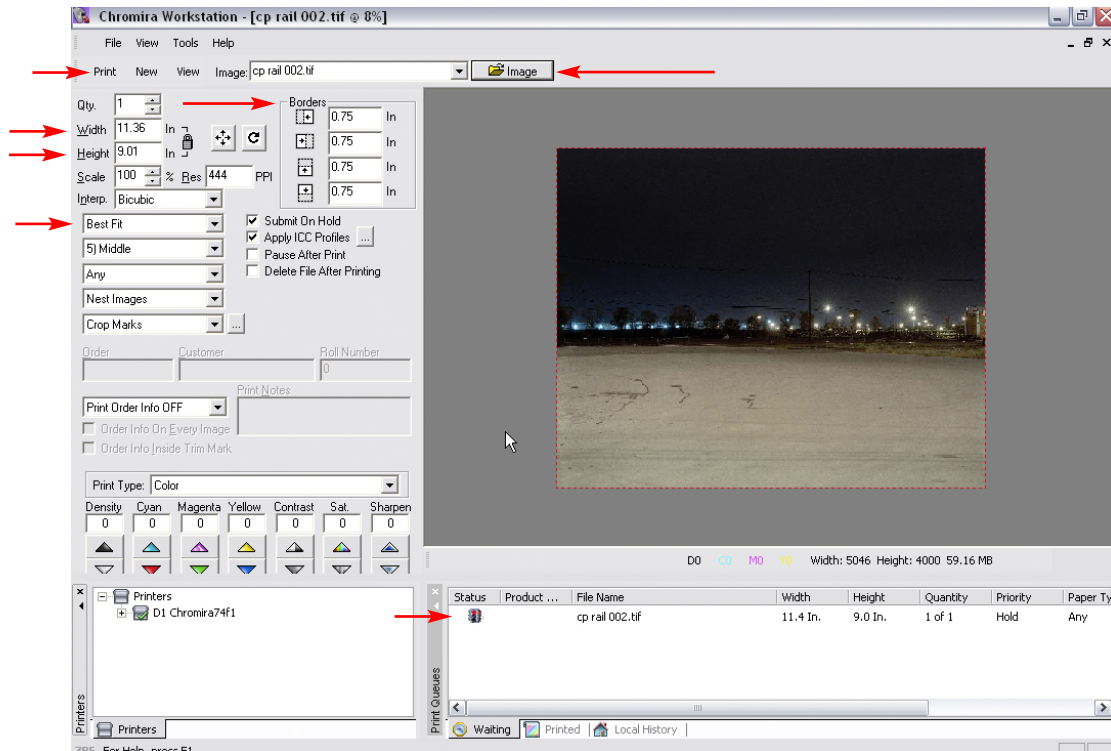 Chromira Workstation - [cp rail 002.tif @ 8%]
File View Tools Help
Print New View Image: cp rail 002.tif Image
Qty. 1
Borders
0.75 In
Width 11.36 In
0.75 In
Height 9.01 In
0.75 In
Scale 100 % Res 444 PPI
0.75 In
Interp. Bicubic
Best Fit
Submit On Hold
5) Middle
Apply ICC Profiles ...
Pause After Print
Any
Delete File After Printing
Nest Images
Crop Marks ...
Order Customer Roll Number
0
Print Notes
Print Order Info OFF
Order Info On Every Image
Order Info Inside Trim Mark
Print Type: Color
Density Cyan Magenta Yellow Contrast Sat. Sharpen
0 0 0 0 0 0 0
D0 C0 M0 Y0 Width: 5046 Height: 4000 59.16 MB
Printers
D1 Chromira74f1
Printers
Printers
Status Product ... File Name Width Height Quantity Priority Paper Ty
cp rail 002.tif 11.4 In. 9.0 In. 1 of 1 Hold Any
Print Queues
Waiting Printed Local History
For Help, press F1